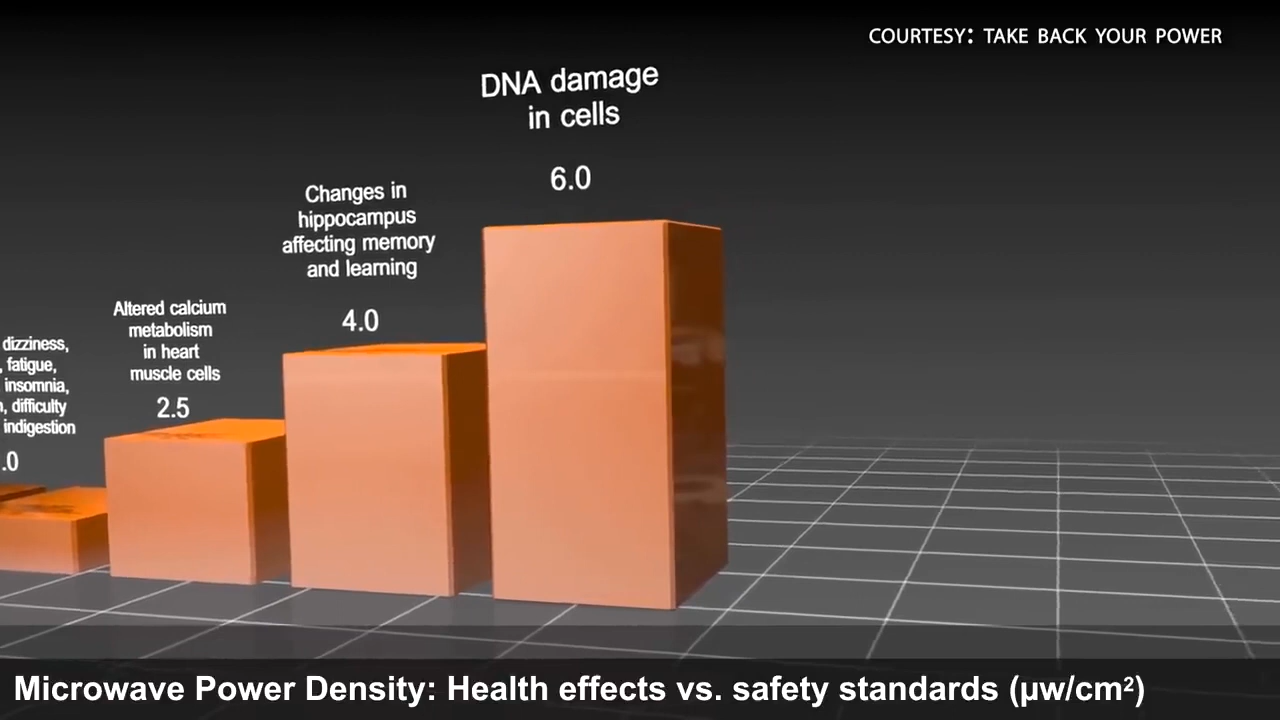 COURTESY: TAKE BACK YOUR POWER
DNA damage
in cells
6.0
Changes in
hippocampus
affecting memory
and learning
4.0
Altered calcium
metabolism
in heart
muscle cells
2.5
dizziness,
, fatigue,
insomnia,
, difficulty
indigestion
.0
Microwave Power Density: Health effects vs. safety standards (µw/cm²)